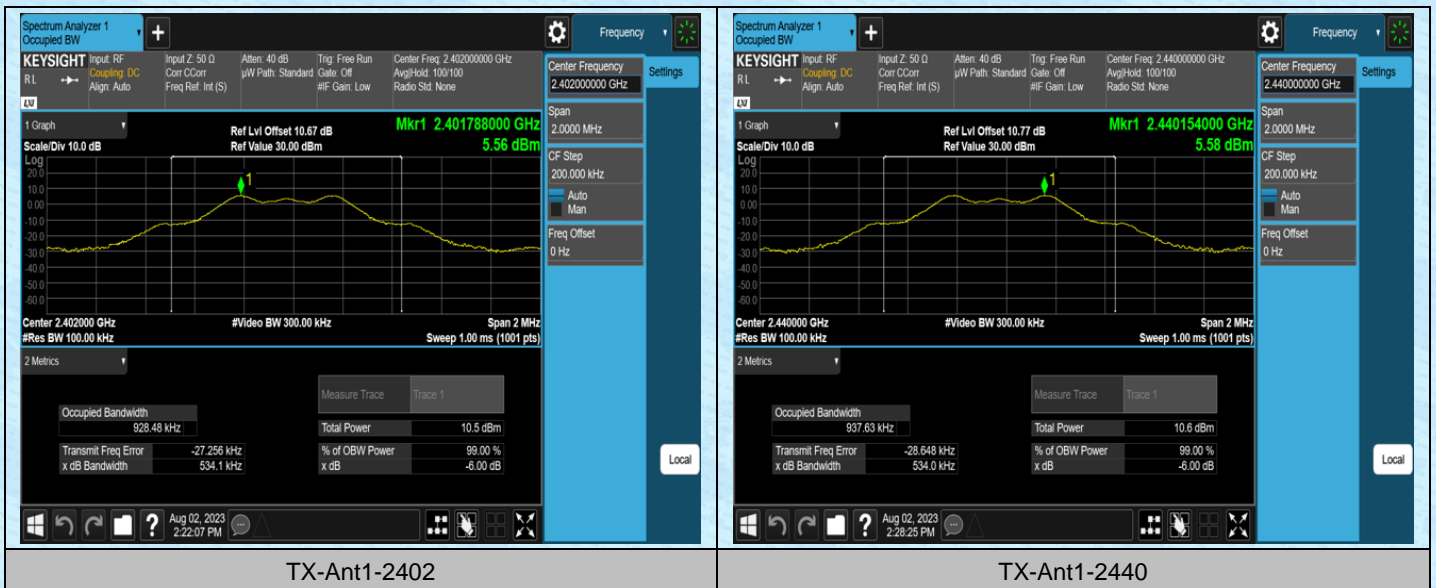 Spectrum Analyzer 1
Occupied BW
+
Frequency
KEYSIGHT
R L
LXI
Input: RF
Coupling: DC
Align: Auto
Input Z: 50 Ω
Corr CCorr
Freq Ref: Int (S)
Atten: 40 dB
µW Path: Standard
Trig: Free Run
Gate: Off
#IF Gain: Low
Center Freq: 2.402000000 GHz
Avg|Hold: 100/100
Radio Std: None
Center Frequency
2.402000000 GHz
Settings
Span
2.0000 MHz
CF Step
200.000 kHz
Auto
Man
Freq Offset
0 Hz
1 Graph
Ref Lvl Offset 10.67 dB
Mkr1 2.401788000 GHz
Scale/Div 10.0 dB
Ref Value 30.00 dBm
5.56 dBm
Log
20.0
10.0
0.00
-10.0
-20.0
-30.0
-40.0
-50.0
-60.0
1
Center 2.402000 GHz
#Video BW 300.00 kHz
Span 2 MHz
#Res BW 100.00 kHz
Sweep 1.00 ms (1001 pts)
2 Metrics
Measure Trace
Trace 1
Occupied Bandwidth
928.48 kHz
Total Power
10.5 dBm
Transmit Freq Error
-27.256 kHz
% of OBW Power
99.00 %
x dB Bandwidth
534.1 kHz
x dB
-6.00 dB
Local
?
Aug 02, 2023
2:22:07 PM
TX-Ant1-2402
Spectrum Analyzer 1
Occupied BW
+
Frequency
KEYSIGHT
R L
LXI
Input: RF
Coupling: DC
Align: Auto
Input Z: 50 Ω
Corr CCorr
Freq Ref: Int (S)
Atten: 40 dB
µW Path: Standard
Trig: Free Run
Gate: Off
#IF Gain: Low
Center Freq: 2.440000000 GHz
Avg|Hold: 100/100
Radio Std: None
Center Frequency
2.440000000 GHz
Settings
Span
2.0000 MHz
CF Step
200.000 kHz
Auto
Man
Freq Offset
0 Hz
1 Graph
Ref Lvl Offset 10.77 dB
Mkr1 2.440154000 GHz
Scale/Div 10.0 dB
Ref Value 30.00 dBm
5.58 dBm
Log
20.0
10.0
0.00
-10.0
-20.0
-30.0
-40.0
-50.0
-60.0
1
Center 2.440000 GHz
#Video BW 300.00 kHz
Span 2 MHz
#Res BW 100.00 kHz
Sweep 1.00 ms (1001 pts)
2 Metrics
Measure Trace
Trace 1
Occupied Bandwidth
937.63 kHz
Total Power
10.6 dBm
Transmit Freq Error
-28.648 kHz
% of OBW Power
99.00 %
x dB Bandwidth
534.0 kHz
x dB
-6.00 dB
Local
?
Aug 02, 2023
2:28:25 PM
TX-Ant1-2440